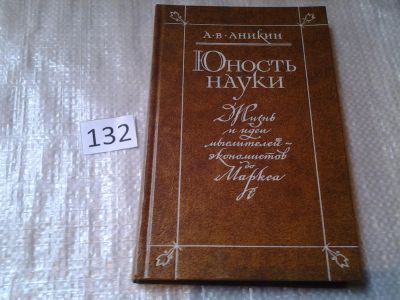 А·В·АНИКИН
ЮНОСТЬ
НАУКИ
Жизнь
и идеи
мыслителей-
экономистов
до
Маркса
132